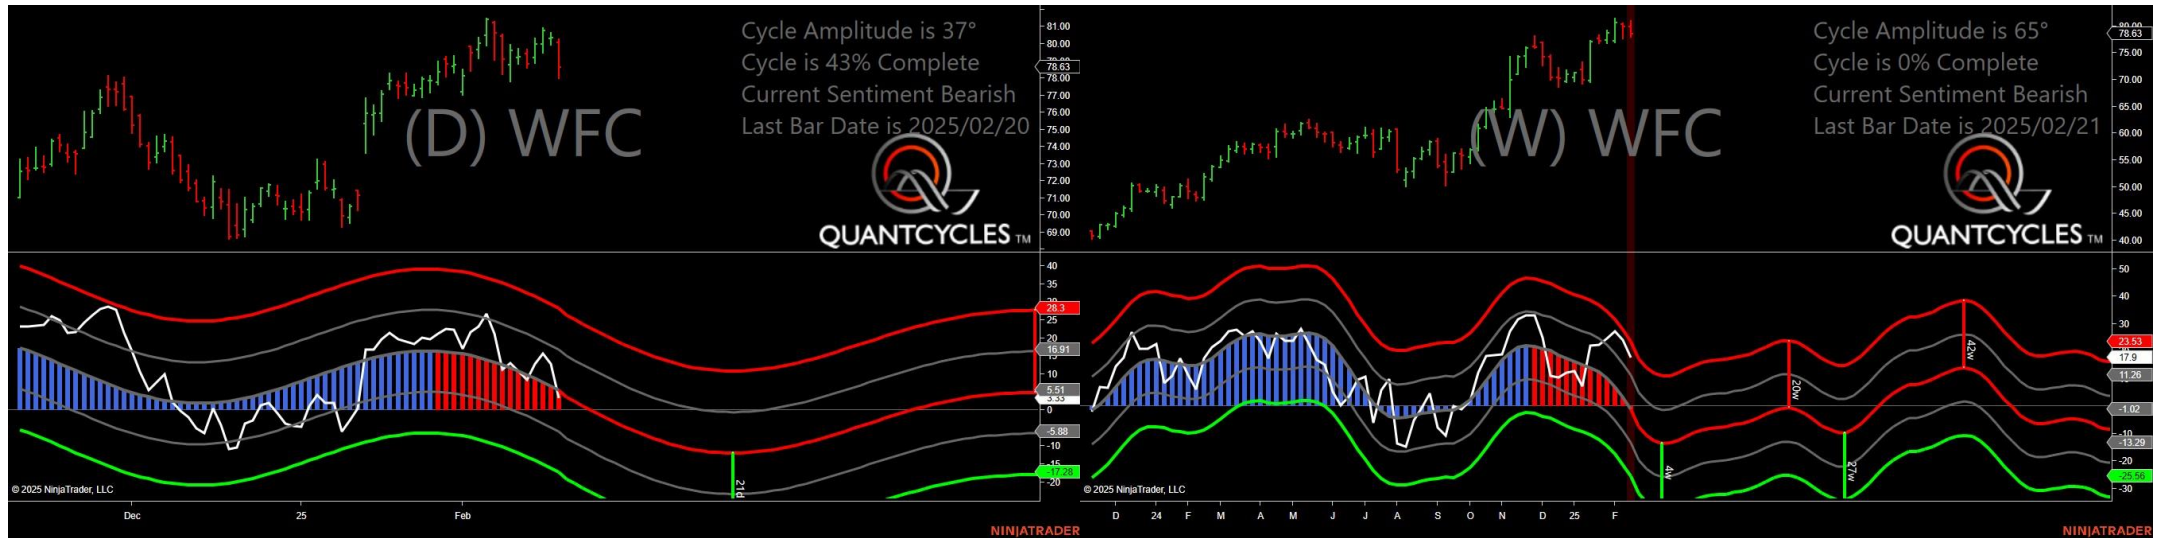 Cycle Amplitude is 37°
Cycle is 43% Complete
Current Sentiment Bearish
Last Bar Date is 2025/02/20
(D) WFC
QUANTCYCLES TM
81.00
80.00
78.63
78.00
77.00
76.00
75.00
74.00
73.00
72.00
71.00
70.00
69.00
40
35
28.3
25
20
16.91
10
5.51
0
-5.88
-10
-15
-17.28
-20
21d
© 2025 NinjaTrader, LLC
Dec
25
Feb
NINJATRADER
Cycle Amplitude is 65°
Cycle is 0% Complete
Current Sentiment Bearish
Last Bar Date is 2025/02/21
(W) WFC
QUANTCYCLES TM
80.00
78.63
75.00
70.00
65.00
60.00
55.00
50.00
45.00
40.00
50
40
30
23.53
17.9
11.26
-1.02
-10
-13.29
-20
-25.56
-30
4w
20w
27w
42w
© 2025 NinjaTrader, LLC
D 24 F M A M J J A S O N D 25 F
NINJATRADER